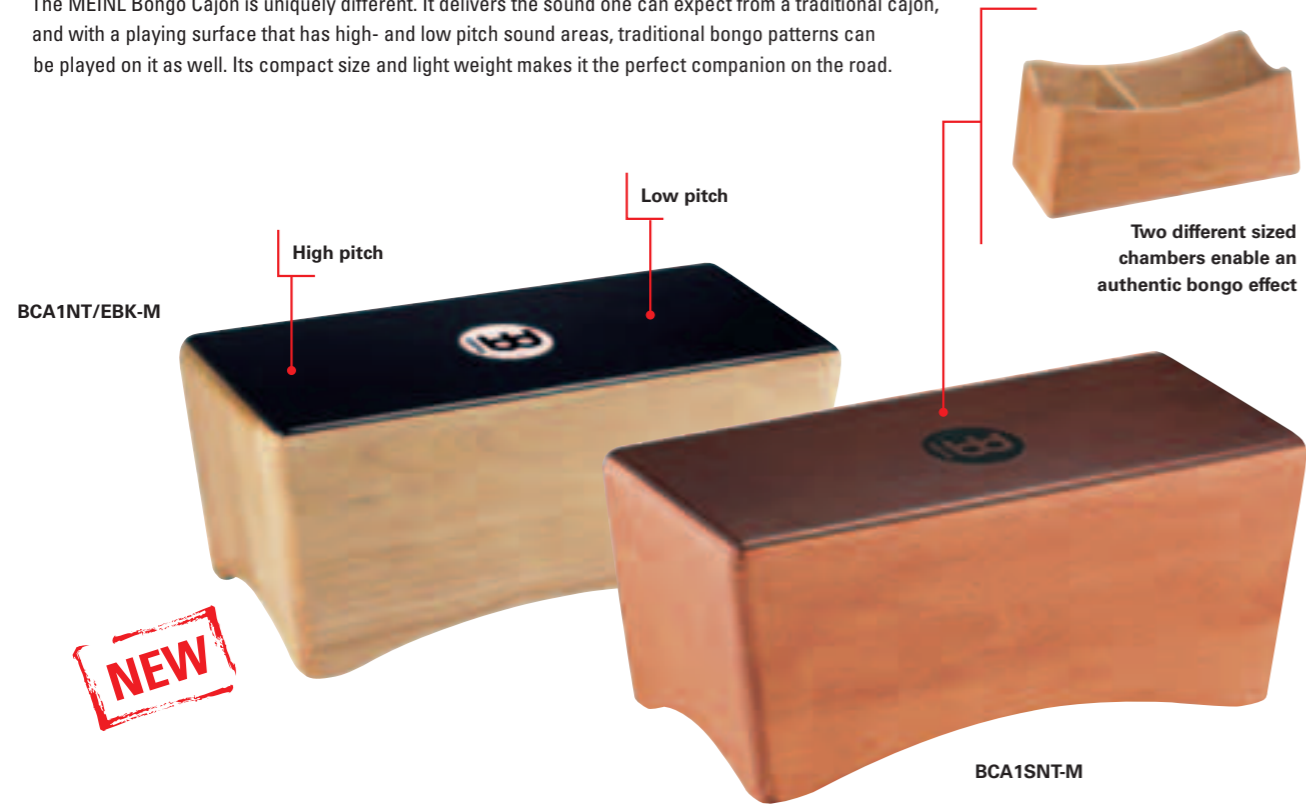 The MEINL Bongo Cajon is uniquely different. It delivers the sound one can expect from a traditional cajon,
and with a playing surface that has high- and low pitch sound areas, traditional bongo patterns can
be played on it as well. Its compact size and light weight makes it the perfect companion on the road.
Low pitch
High pitch
BCA1NT/EBK-M
Two different sized
chambers enable an
authentic bongo effect
NEW
BCA1SNT-M